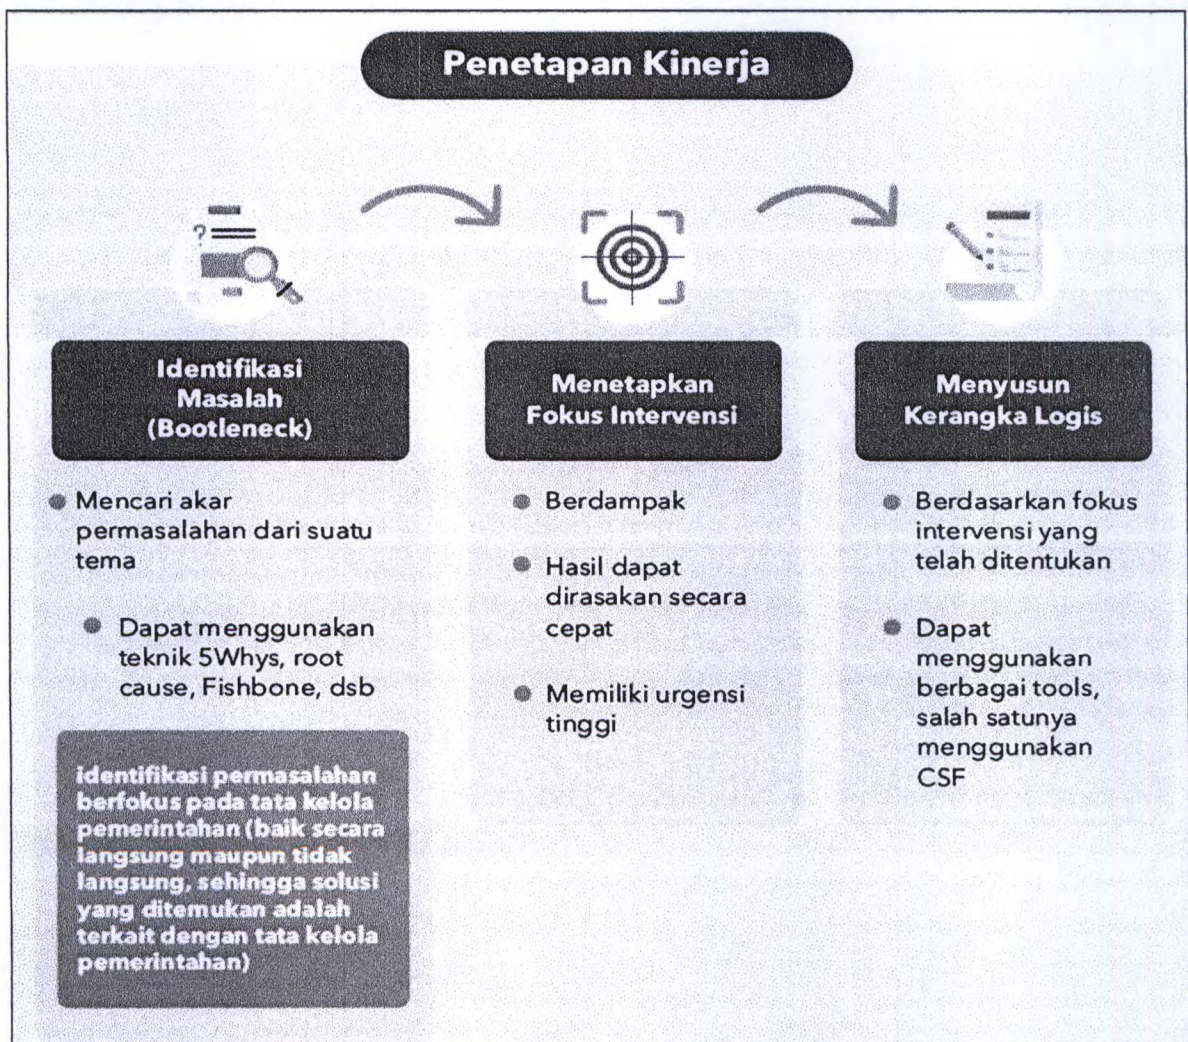 Penetapan Kinerja
?
Identifikasi
Masalah
(Bootleneck)
Mencari akar
permasalahan dari suatu
tema
Dapat menggunakan
teknik 5Whys, root
cause, Fishbone, dsb
identifikasi permasalahan
berfokus pada tata kelola
pemerintahan (baik secara
langsung maupun tidak
langsung, sehingga solusi
yang ditemukan adalah
terkait dengan tata kelola
pemerintahan)
Menetapkan
Fokus Intervensi
Berdampak
Hasil dapat
dirasakan secara
cepat
Memiliki urgensi
tinggi
Menyusun
Kerangka Logis
Berdasarkan fokus
intervensi yang
telah ditentukan
Dapat
menggunakan
berbagai tools,
salah satunya
menggunakan
CSF